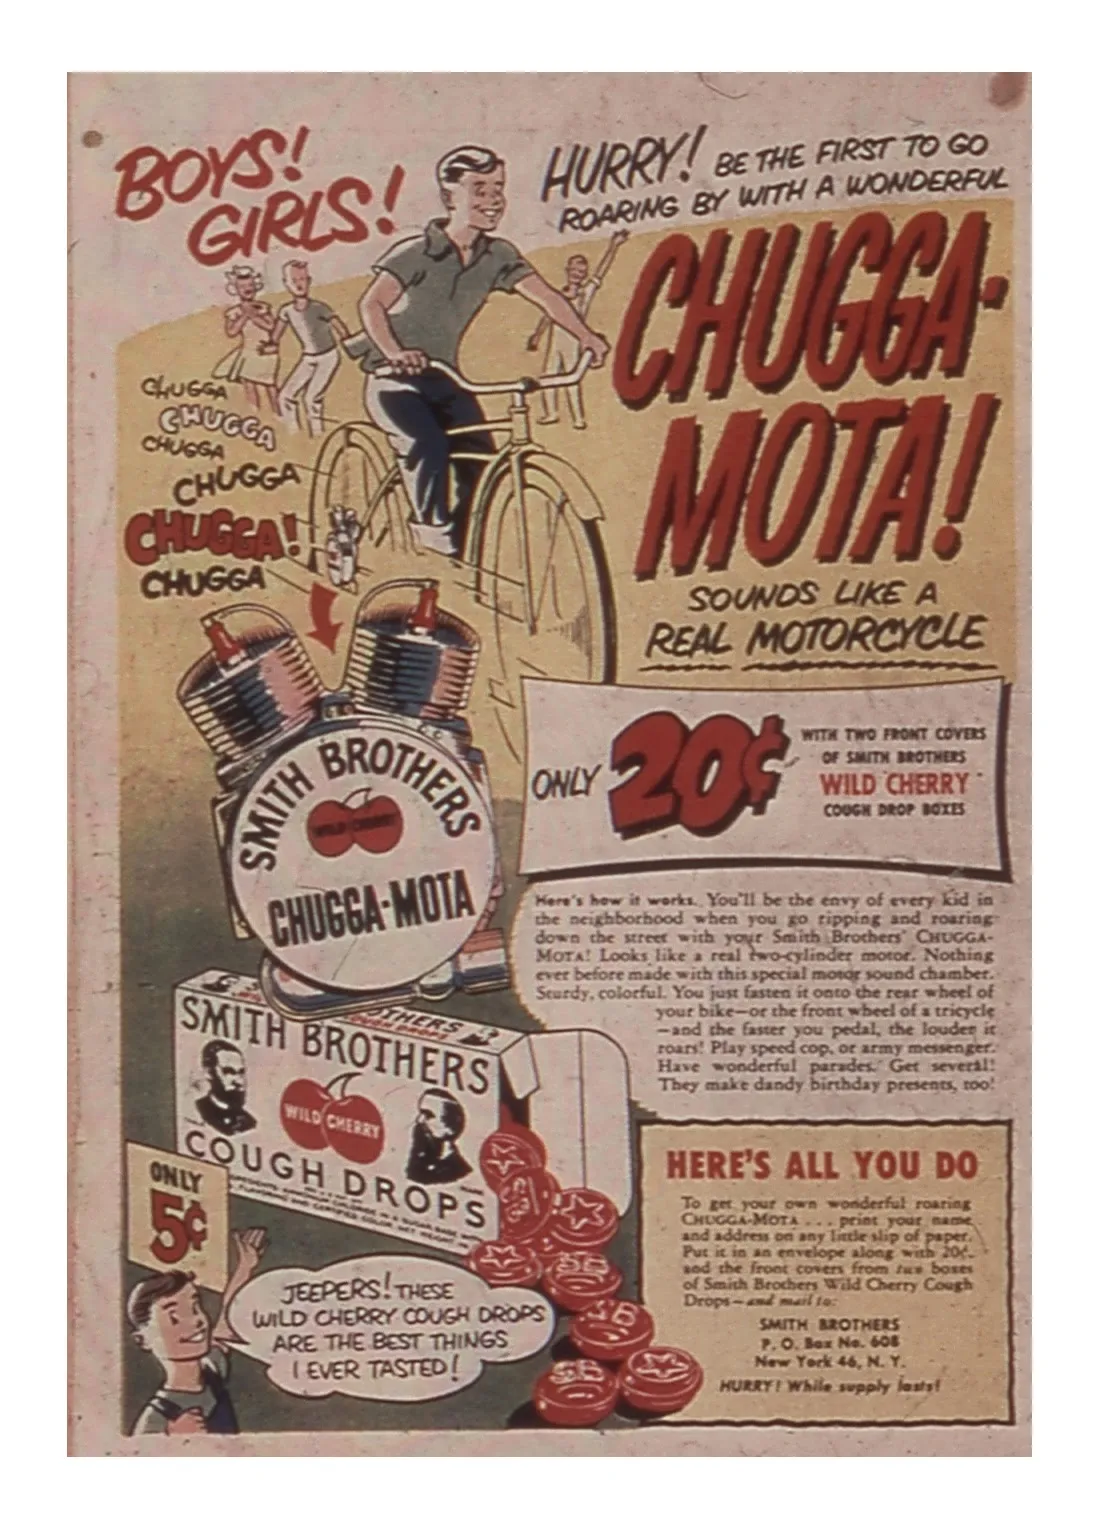 BOYS!
GIRLS!
HURRY! BE THE FIRST TO GO
ROARING BY WITH A WONDERFUL
CHUGGA-
MOTA!
SOUNDS LIKE A
REAL MOTORCYCLE
CHUGGA
CHUGGA
CHUGGA
CHUGGA
CHUGGA!
CHUGGA
SMITH BROTHERS
WILD CHERRY
CHUGGA-MOTA
ONLY 20¢
WITH TWO FRONT COVERS
OF SMITH BROTHERS
WILD CHERRY
COUGH DROP BOXES
Here's how it works. You'll be the envy of every kid in
the neighborhood when you go ripping and roaring
down the street with your Smith Brothers' CHUGGA-
MOTA! Looks like a real two-cylinder motor. Nothing
ever before made with this special motor sound chamber.
Sturdy, colorful. You just fasten it onto the rear wheel of
your bike—or the front wheel of a tricycle
—and the faster you pedal, the louder it
roars! Play speed cop, or army messenger.
Have wonderful parades. Get several!
They make dandy birthday presents, too!
SMITH BROTHERS
WILD CHERRY
COUGH DROPS
ONLY
5¢
JEEPERS! THESE
WILD CHERRY COUGH DROPS
ARE THE BEST THINGS
I EVER TASTED!
SB
SB
SB
HERE'S ALL YOU DO
To get your own wonderful roaring
CHUGGA-MOTA . . . print your name
and address on any little slip of paper.
Put it in an envelope along with 20¢.
and the front covers from two boxes
of Smith Brothers Wild Cherry Cough
Drops—and mail to:
SMITH BROTHERS
P. O. Box No. 608
New York 46, N. Y.
HURRY! While supply lasts!